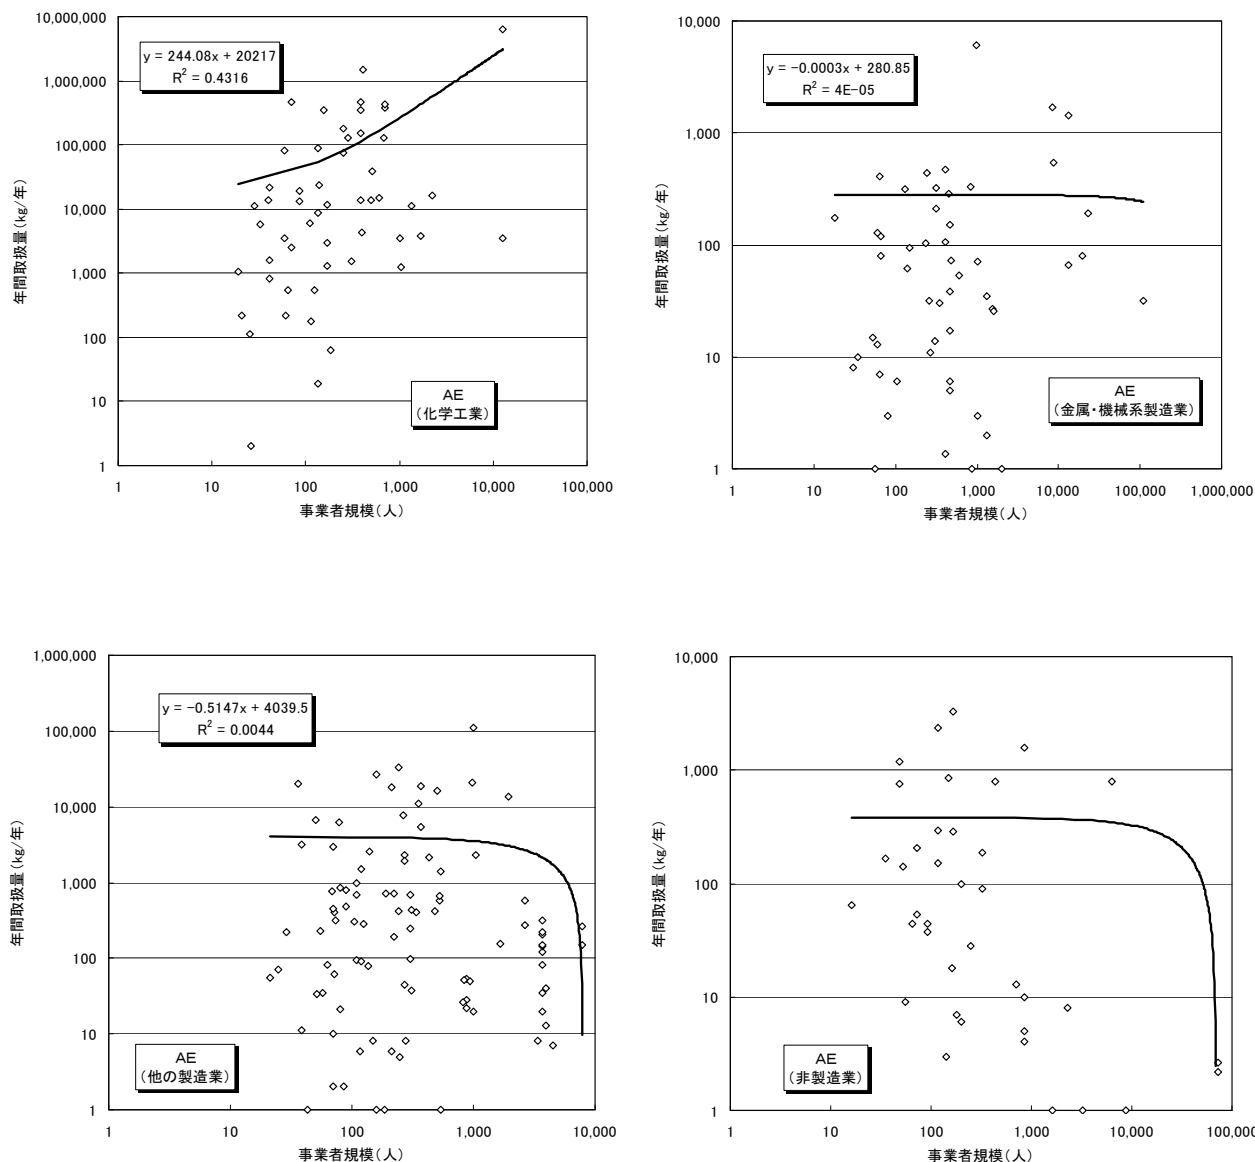 10,000,000
1,000,000
100,000
10,000
1,000
100
10
1
年間取扱量(kg/年)
y = 244.08x + 20217
R² = 0.4316
AE
(化学工業)
1 10 100 1,000 10,000 100,000
事業者規模(人)
10,000
1,000
100
10
1
年間取扱量(kg/年)
y = −0.0003x + 280.85
R² = 4E−05
AE
(金属・機械系製造業)
1 10 100 1,000 10,000 100,000 1,000,000
事業者規模(人)
1,000,000
100,000
10,000
1,000
100
10
1
年間取扱量(kg/年)
y = −0.5147x + 4039.5
R² = 0.0044
AE
(他の製造業)
1 10 100 1,000 10,000
事業者規模(人)
10,000
1,000
100
10
1
年間取扱量(kg/年)
AE
(非製造業)
1 10 100 1,000 10,000 100,000
事業者規模(人)